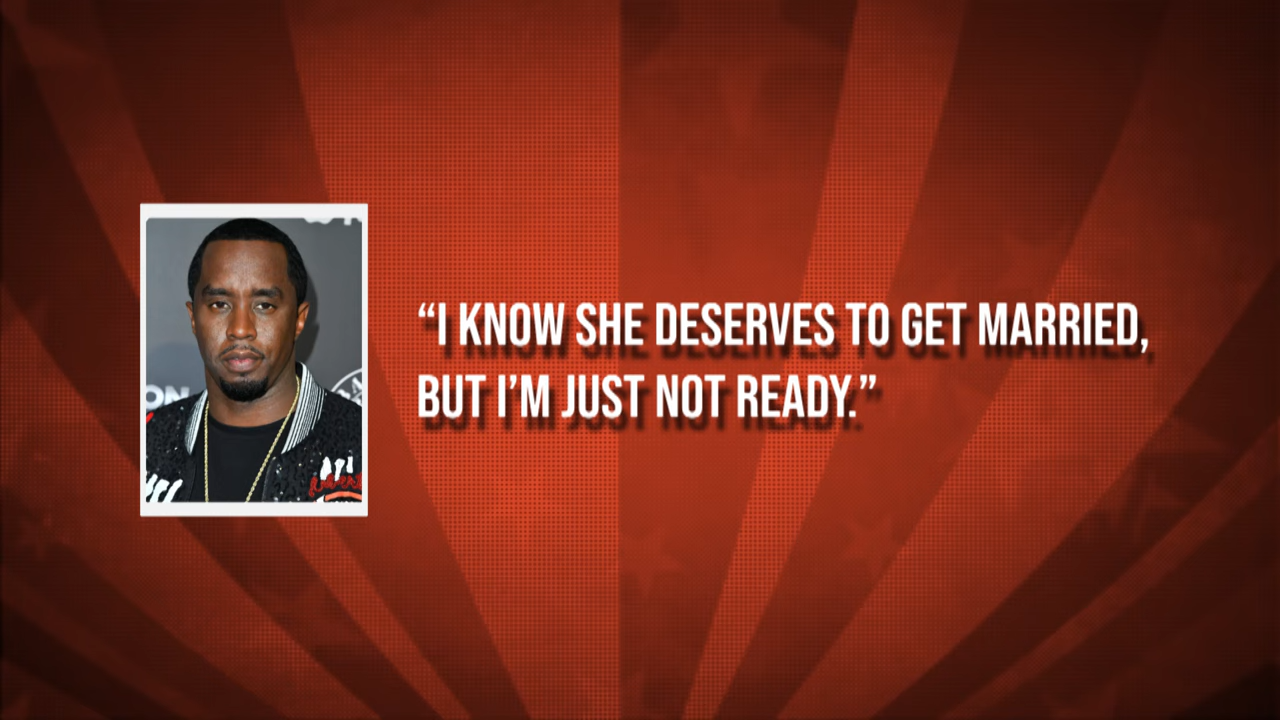 “I KNOW SHE DESERVES TO GET MARRIED,
BUT I’M JUST NOT READY.”